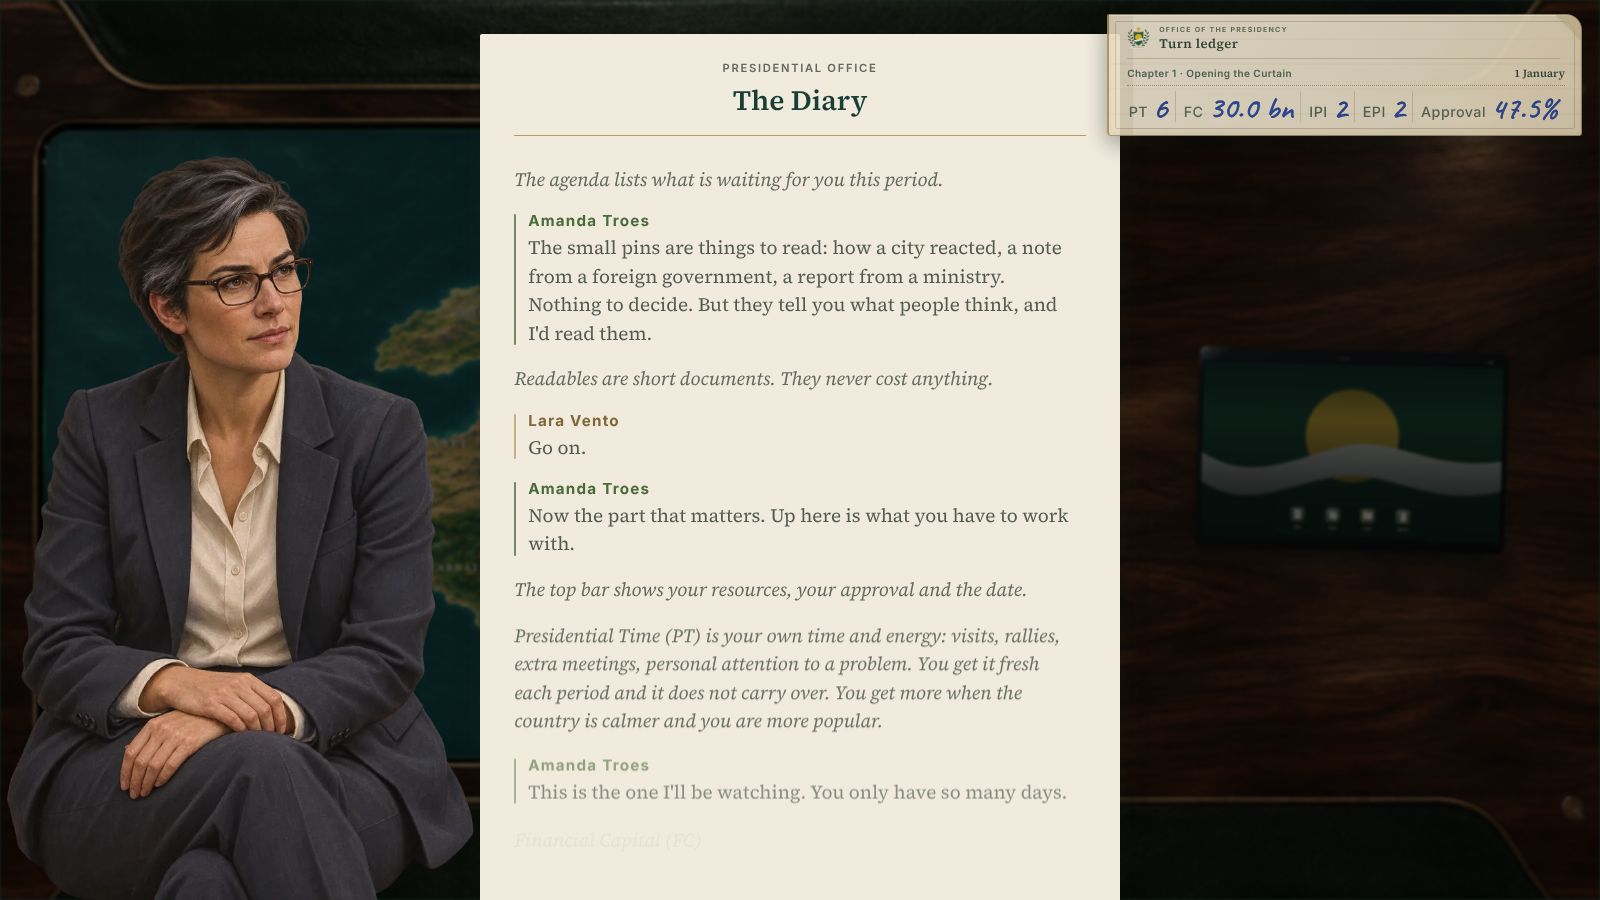 OFFICE OF THE PRESIDENCY
Turn ledger
Chapter 1 · Opening the Curtain
1 January
PT 6 FC 30.0 bn IPI 2 EPI 2 Approval 47.5%
PRESIDENTIAL OFFICE
The Diary
The agenda lists what is waiting for you this period.
Amanda Troes
The small pins are things to read: how a city reacted, a note
from a foreign government, a report from a ministry.
Nothing to decide. But they tell you what people think, and
I'd read them.
Readables are short documents. They never cost anything.
Lara Vento
Go on.
Amanda Troes
Now the part that matters. Up here is what you have to work
with.
The top bar shows your resources, your approval and the date.
Presidential Time (PT) is your own time and energy: visits, rallies,
extra meetings, personal attention to a problem. You get it fresh
each period and it does not carry over. You get more when the
country is calmer and you are more popular.
Amanda Troes
This is the one I'll be watching. You only have so many days.
Financial Capital (FC)